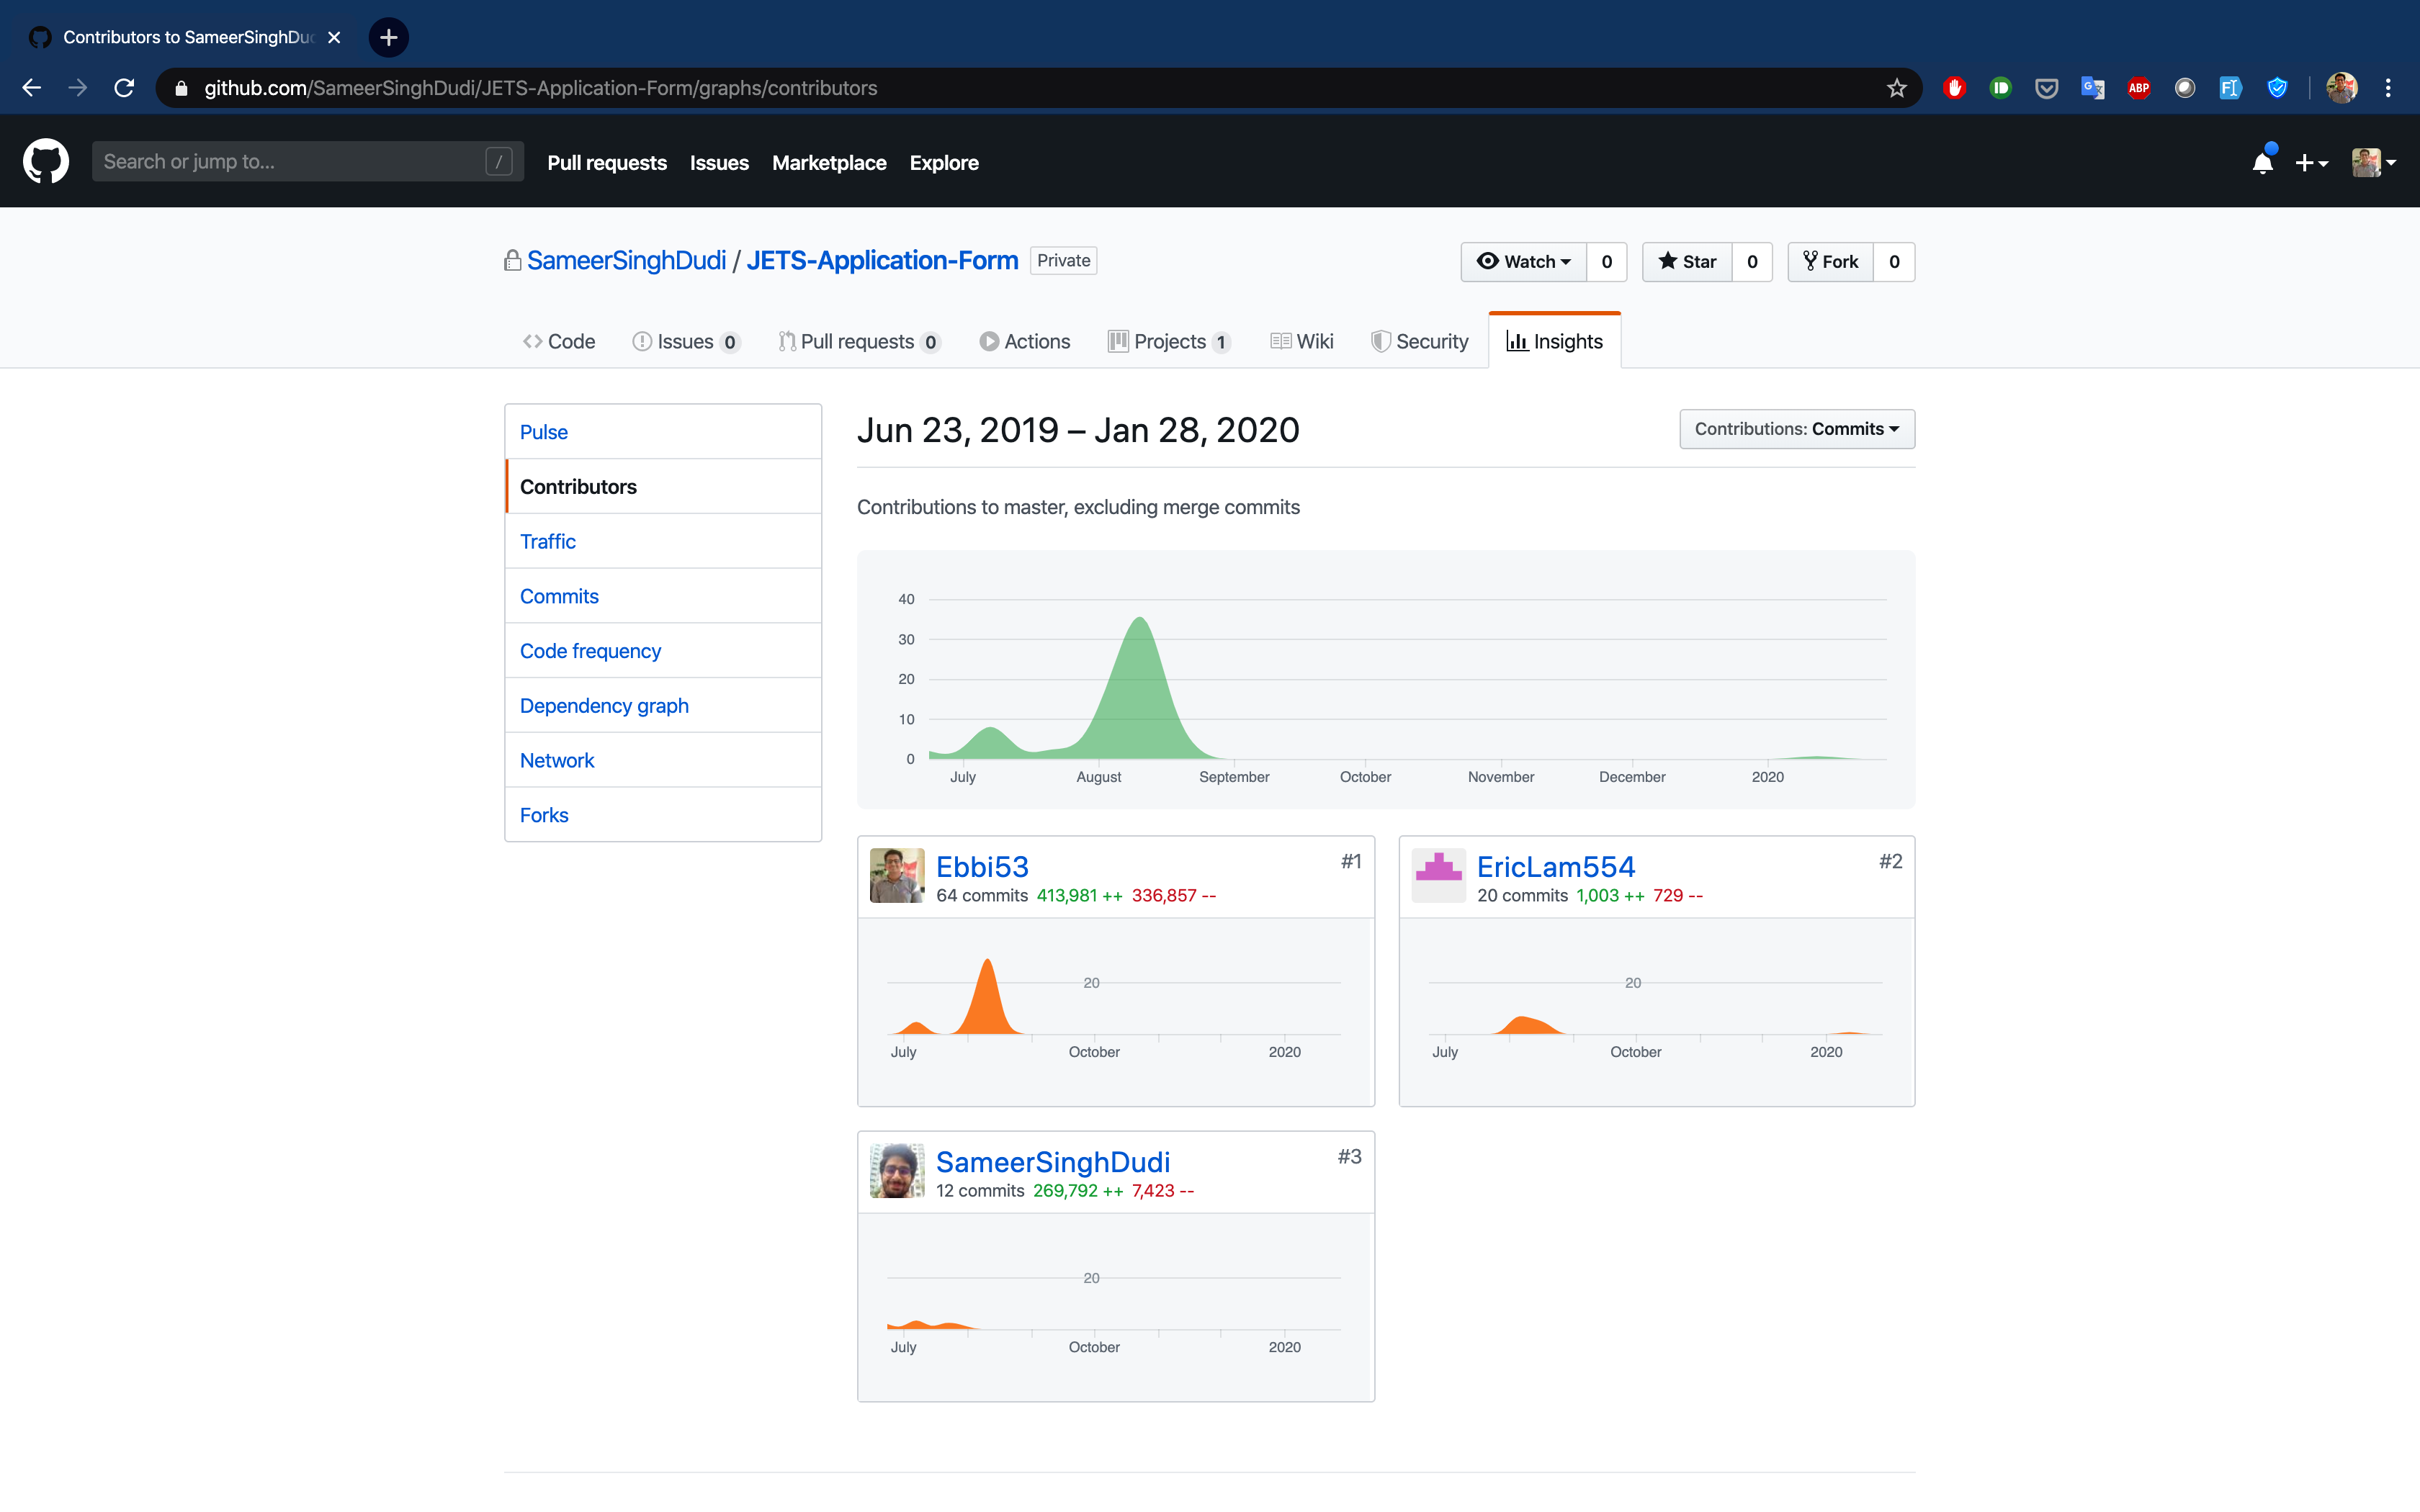 Contributors to SameerSinghDu
github.com/SameerSinghDudi/JETS-Application-Form/graphs/contributors
ABP
Search or jump to... /
Pull requests Issues Marketplace Explore
SameerSinghDudi / JETS-Application-Form Private
Watch 0 Star 0 Fork 0
Code Issues 0 Pull requests 0 Actions Projects 1 Wiki Security Insights
Pulse
Contributors
Traffic
Commits
Code frequency
Dependency graph
Network
Forks
Jun 23, 2019 – Jan 28, 2020
Contributions: Commits
Contributions to master, excluding merge commits
40
30
20
10
0
July August September October November December 2020
Ebbi53 #1
64 commits 413,981 ++ 336,857 --
20
July October 2020
EricLam554 #2
20 commits 1,003 ++ 729 --
20
July October 2020
SameerSinghDudi #3
12 commits 269,792 ++ 7,423 --
20
July October 2020